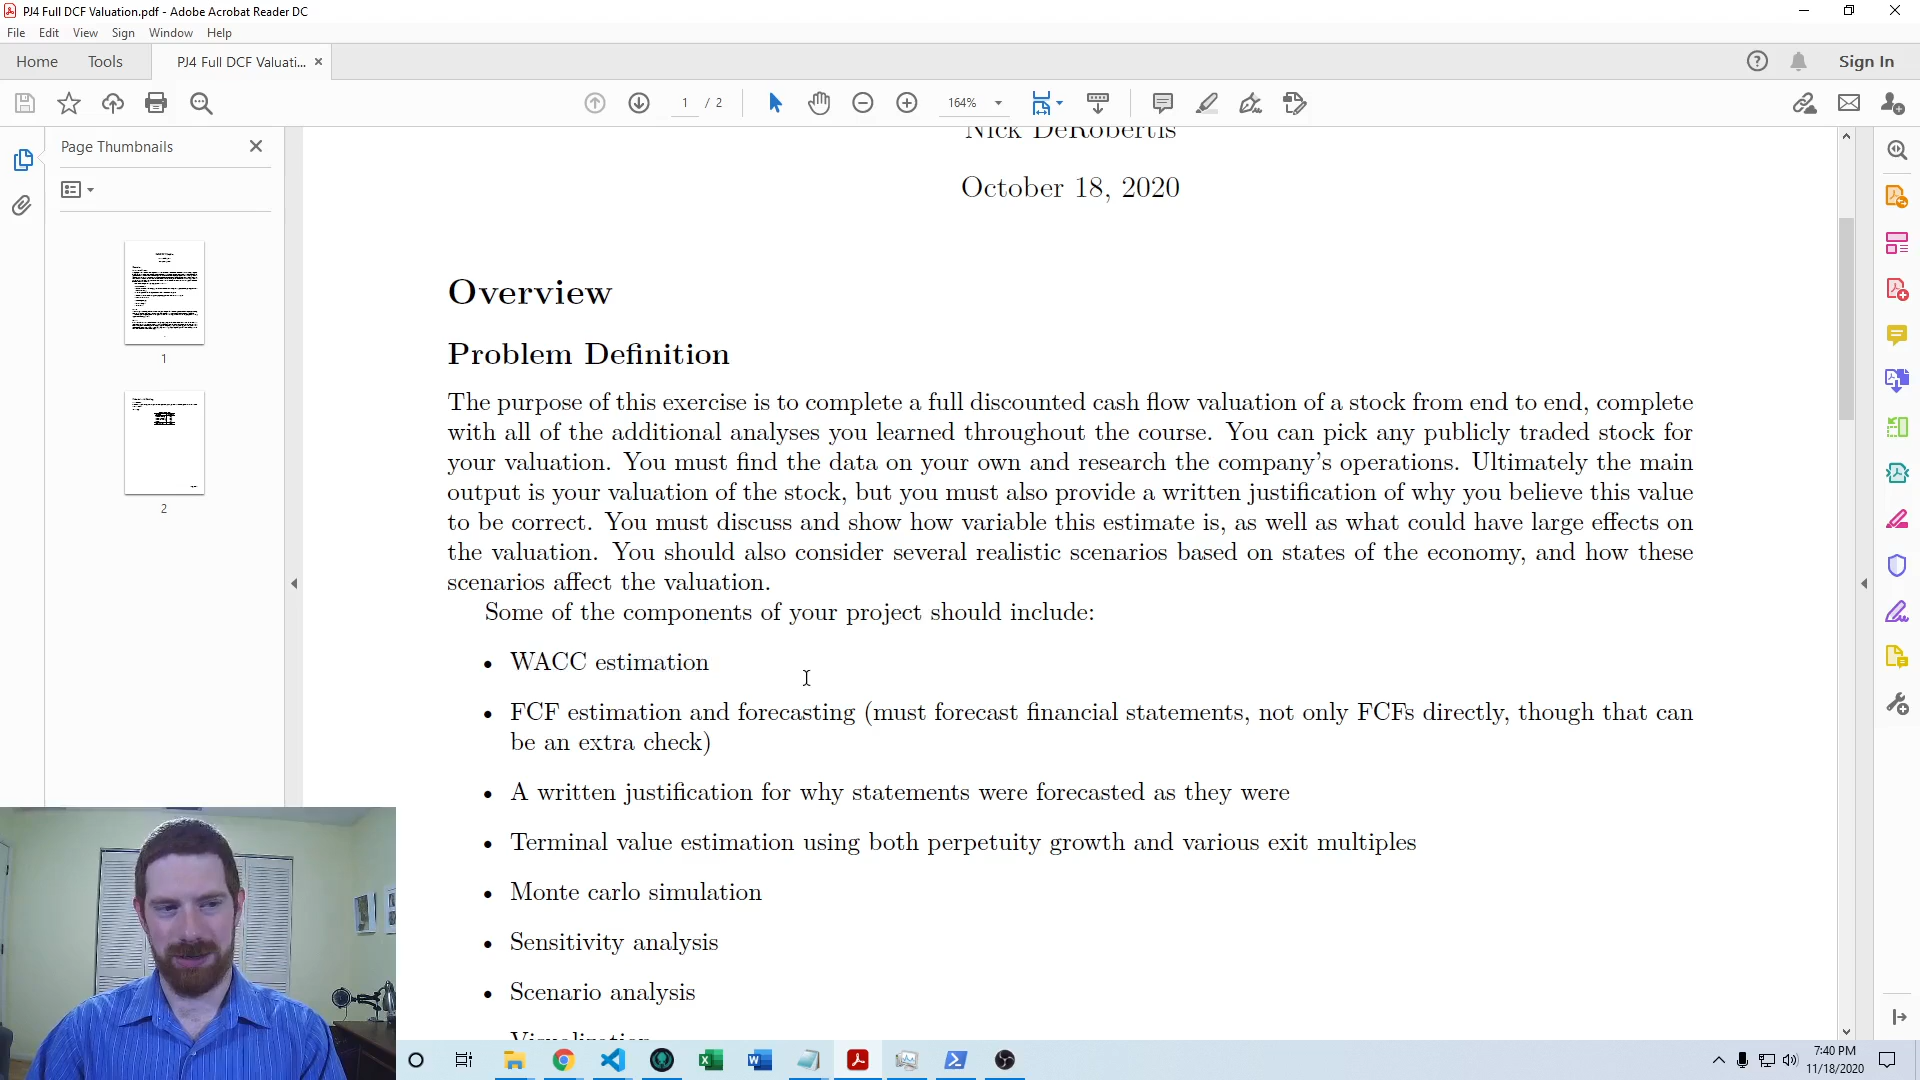 PJ4 Full DCF Valuation.pdf - Adobe Acrobat Reader DC
File Edit View Sign Window Help
Home Tools PJ4 Full DCF Valuati... Sign In
1 / 2 164%
Page Thumbnails
1
2
Nick DeRobertis
October 18, 2020
Overview
Problem Definition
The purpose of this exercise is to complete a full discounted cash flow valuation of a stock from end to end, complete
with all of the additional analyses you learned throughout the course. You can pick any publicly traded stock for
your valuation. You must find the data on your own and research the company's operations. Ultimately the main
output is your valuation of the stock, but you must also provide a written justification of why you believe this value
to be correct. You must discuss and show how variable this estimate is, as well as what could have large effects on
the valuation. You should also consider several realistic scenarios based on states of the economy, and how these
scenarios affect the valuation.
Some of the components of your project should include:
• WACC estimation
• FCF estimation and forecasting (must forecast financial statements, not only FCFs directly, though that can
be an extra check)
• A written justification for why statements were forecasted as they were
• Terminal value estimation using both perpetuity growth and various exit multiples
• Monte carlo simulation
• Sensitivity analysis
• Scenario analysis
Visualization
7:40 PM
11/18/2020